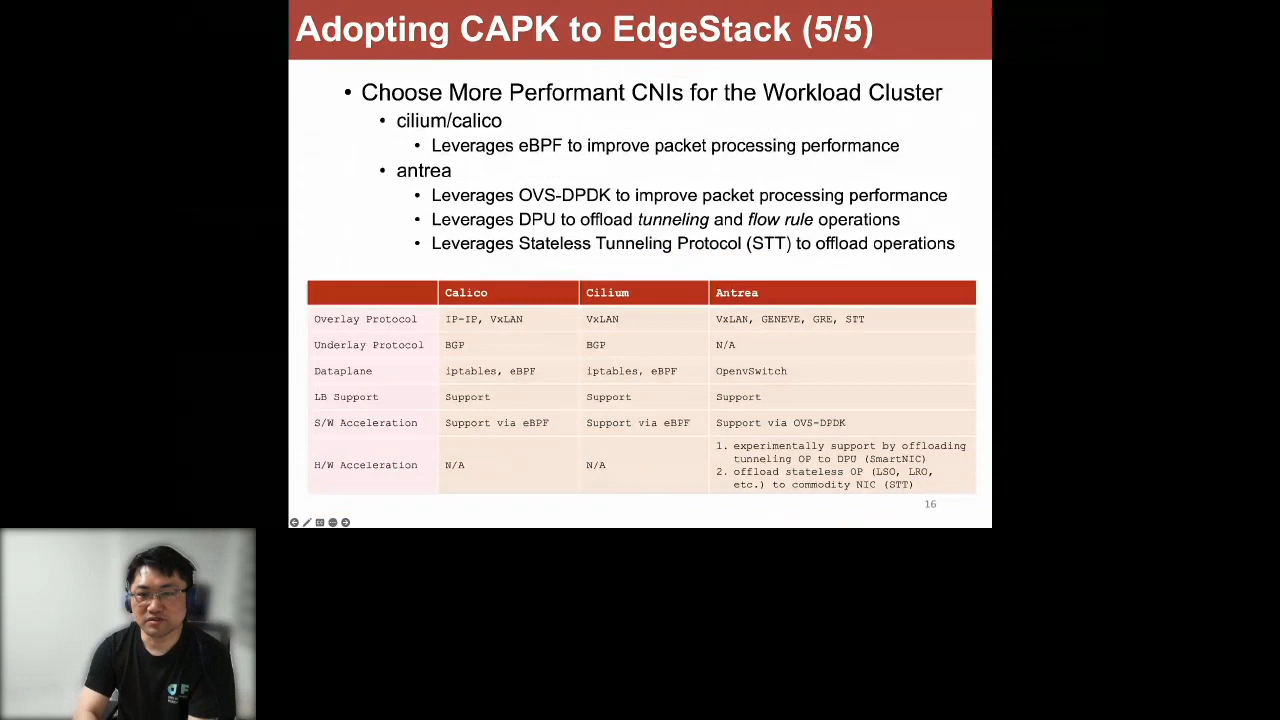 Adopting CAPK to EdgeStack (5/5)
• Choose More Performant CNIs for the Workload Cluster
• cilium/calico
• Leverages eBPF to improve packet processing performance
• antrea
• Leverages OVS-DPDK to improve packet processing performance
• Leverages DPU to offload tunneling and flow rule operations
• Leverages Stateless Tunneling Protocol (STT) to offload operations
Calico Cilium Antrea
Overlay Protocol IP-IP, VxLAN VxLAN VxLAN, GENEVE, GRE, STT
Underlay Protocol BGP BGP N/A
Dataplane iptables, eBPF iptables, eBPF OpenvSwitch
LB Support Support Support Support
S/W Acceleration Support via eBPF Support via eBPF Support via OVS-DPDK
H/W Acceleration N/A N/A
1. experimentally support by offloading
tunneling OP to DPU (SmartNIC)
2. offload stateless OP (LSO, LRO,
etc.) to commodity NIC (STT)
16